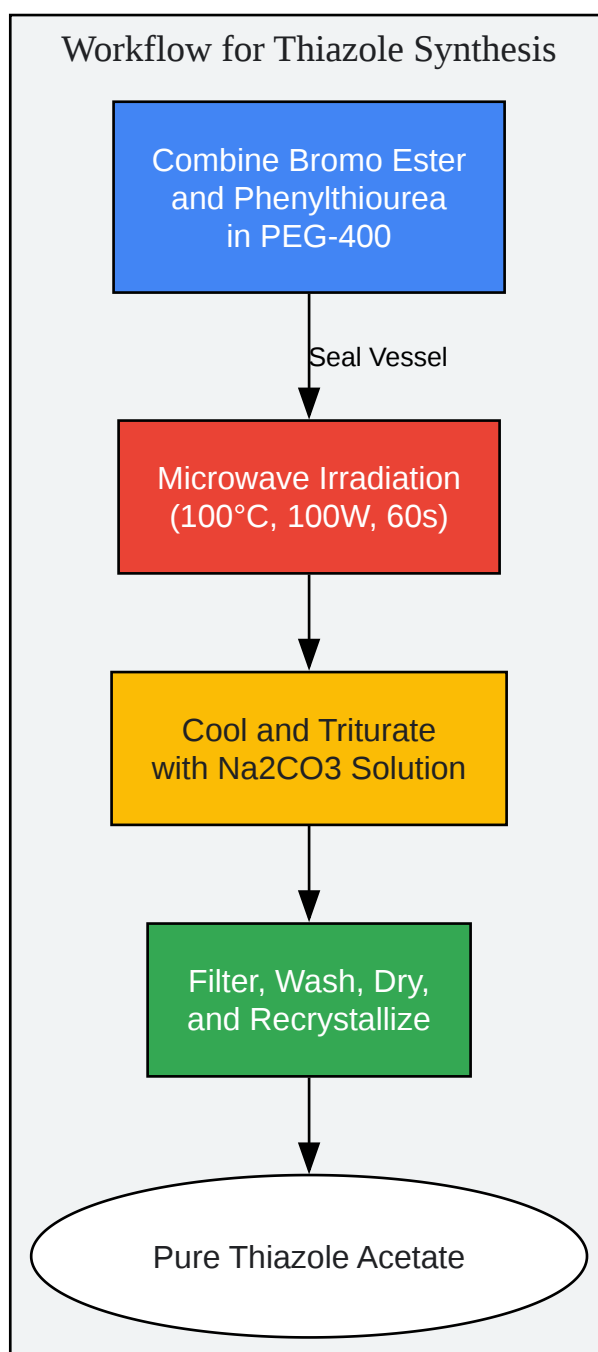 Workflow for Thiazole Synthesis
Combine Bromo Ester
and Phenylthiourea
in PEG-400
Seal Vessel
Microwave Irradiation
(100°C, 100W, 60s)
Cool and Triturate
with Na2CO3 Solution
Filter, Wash, Dry,
and Recrystallize
Pure Thiazole Acetate